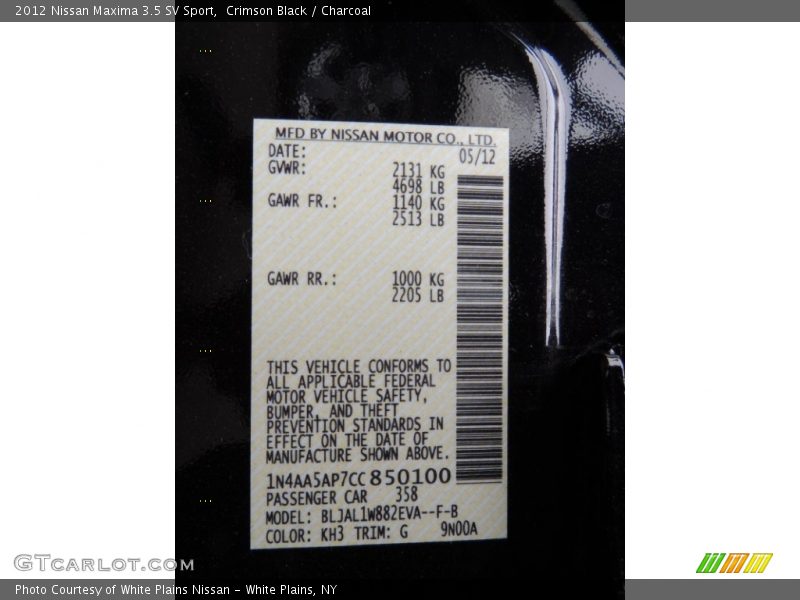 2012 Nissan Maxima 3.5 SV Sport,  Crimson Black / Charcoal
MFD BY NISSAN MOTOR CO., LTD.
DATE: 05/12
GVWR: 2131 KG
4698 LB
GAWR FR.: 1140 KG
2513 LB
GAWR RR.: 1000 KG
2205 LB
THIS VEHICLE CONFORMS TO
ALL APPLICABLE FEDERAL
MOTOR VEHICLE SAFETY,
BUMPER, AND THEFT
PREVENTION STANDARDS IN
EFFECT ON THE DATE OF
MANUFACTURE SHOWN ABOVE.
1N4AA5AP7CC850100
PASSENGER CAR 358
MODEL: BLJAL1W882EVA--F-B
COLOR: KH3 TRIM: G 9N00A
GTCARLOT.COM
Photo Courtesy of White Plains Nissan - White Plains, NY